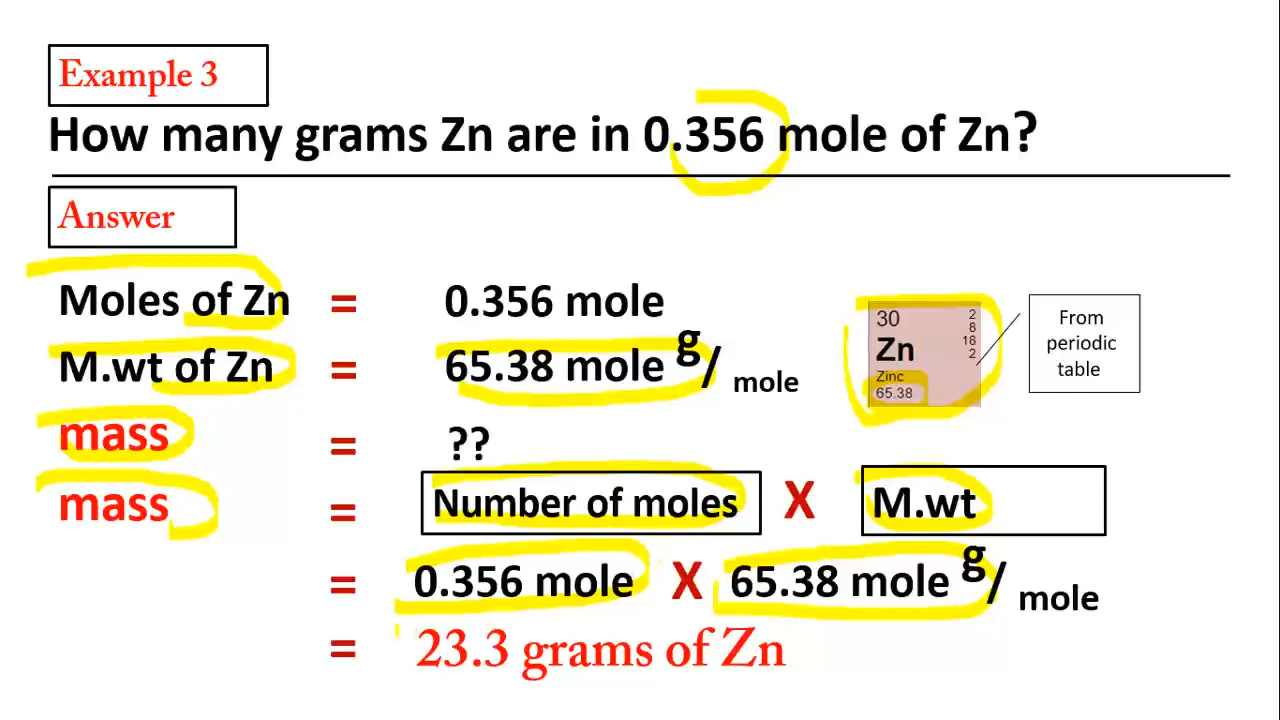 Example 3
How many grams Zn are in 0.356 mole of Zn?
Answer
Moles of Zn = 0.356 mole
M.wt of Zn = 65.38 mole g/ mole
30 2
8
18
2
Zn
Zinc
65.38
From
periodic
table
mass = ??
mass = Number of moles X M.wt
= 0.356 mole X 65.38 mole g/ mole
= 23.3 grams of Zn